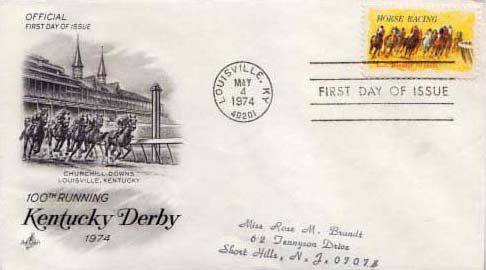 OFFICIAL
FIRST DAY OF ISSUE
CHURCHILL DOWNS
LOUISVILLE, KENTUCKY
100TH RUNNING
Kentucky Derby
1974
ArtCraft
LOUISVILLE, KY
MAY
4
1974
40201
HORSE RACING
FIRST DAY OF ISSUE
Miss Rose M. Brandt
62 Tennyson Drive
Short Hills, N. J. 07078